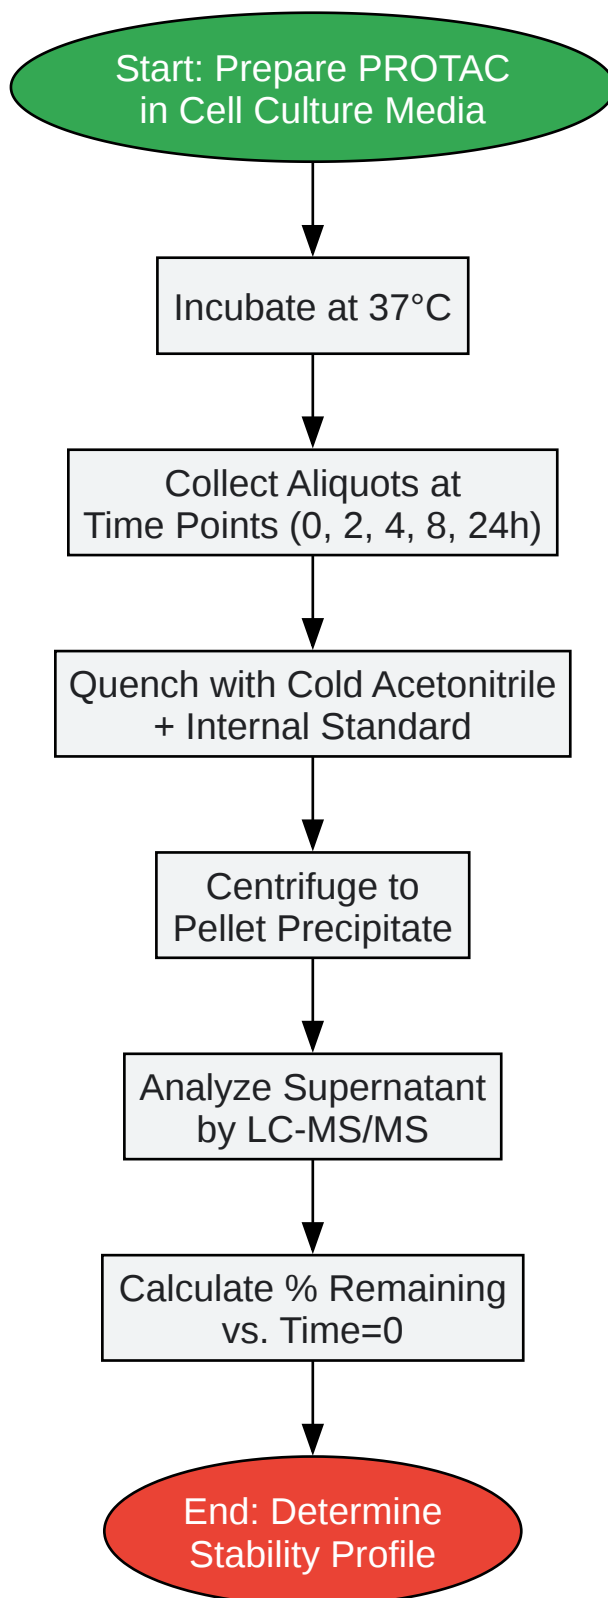 Start: Prepare PROTAC
in Cell Culture Media
Incubate at 37°C
Collect Aliquots at
Time Points (0, 2, 4, 8, 24h)
Quench with Cold Acetonitrile
+ Internal Standard
Centrifuge to
Pellet Precipitate
Analyze Supernatant
by LC-MS/MS
Calculate % Remaining
vs. Time=0
End: Determine
Stability Profile